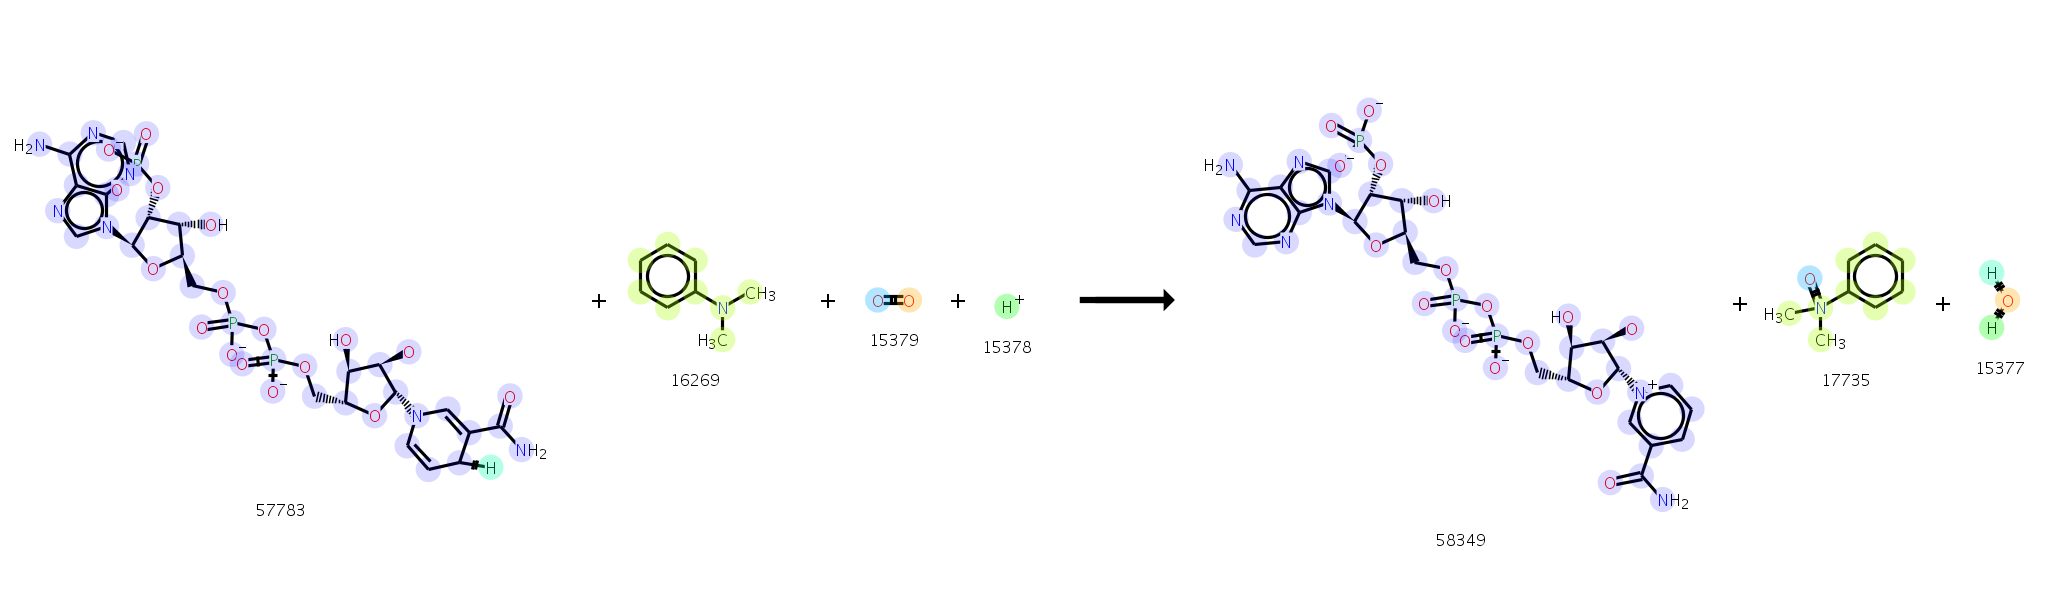 H₂N N O⁻ P O
N N O
N N OH
O
O
O P O
O⁻ O P O
O⁻
HO O
O N
O
NH₂
H
57783
+
N CH₃
H₃C
16269
+
O O
15379
+
H⁺
15378
O⁻
O P
H₂N N O⁻ O
N N N OH
O
O
O P O
O⁻ O P O
O⁻
HO O
O N⁺
O
NH₂
58349
+
O
H₃C N
CH₃
17735
+
H
O
H
15377